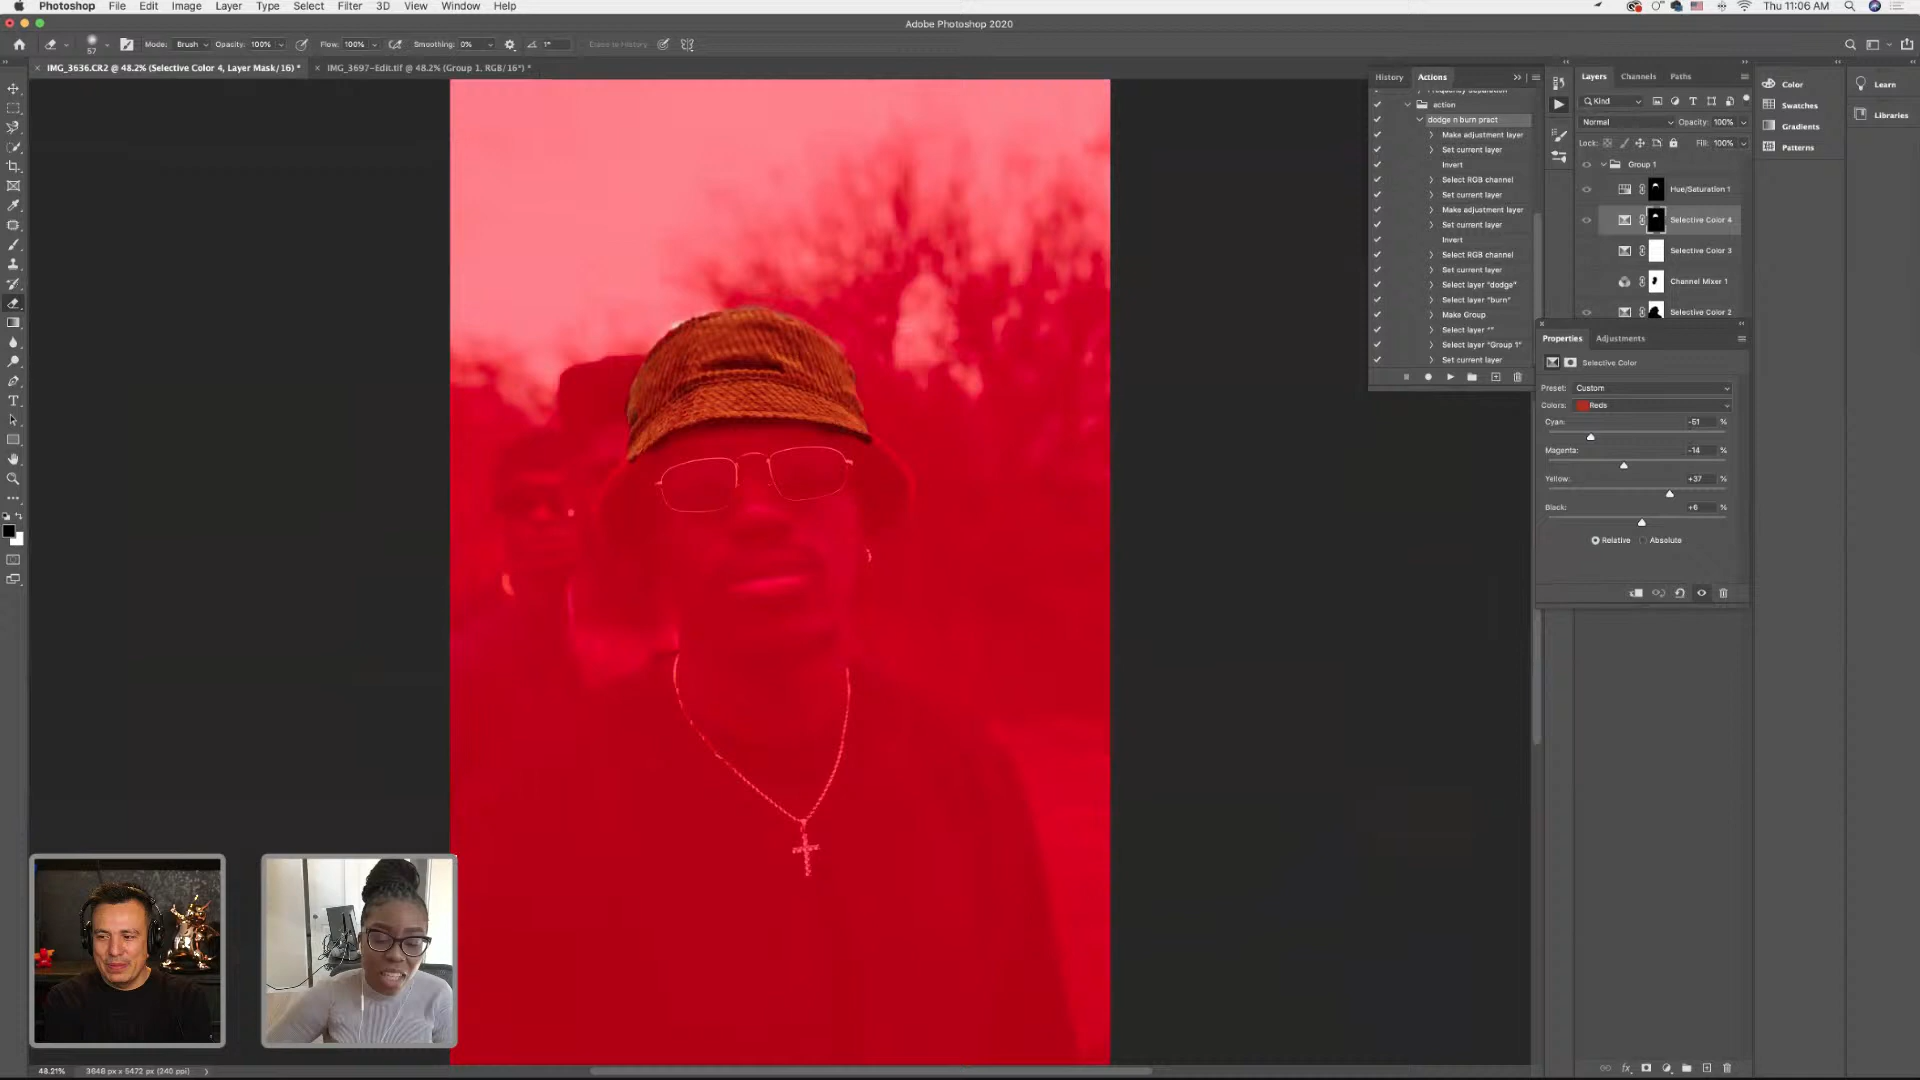 Photoshop File Edit Image Layer Type Select Filter 3D View Window Help Thu 11:06 AM
Adobe Photoshop 2020
57 Mode: Brush Opacity: 100% Flow: 100% Smoothing: 0% 1° Erase to History
IMG_3636.CR2 @ 48.2% (Selective Color 4, Layer Mask/16) * IMG_3697-Edit.tif @ 48.2% (Group 1, RGB/16*) *
History Actions
Frequency Separation
action
dodge n burn pract
Make adjustment layer
Set current layer
Invert
Select RGB channel
Set current layer
Make adjustment layer
Set current layer
Invert
Select RGB channel
Set current layer
Select layer "dodge"
Select layer "burn"
Make Group
Select layer ""
Select layer "Group 1"
Set current layer
Layers Channels Paths
Kind
Normal Opacity: 100%
Lock: Fill: 100%
Group 1
Hue/Saturation 1
Selective Color 4
Selective Color 3
Channel Mixer 1
Selective Color 2
Properties Adjustments
Selective Color
Preset: Custom
Colors: Reds
Cyan: -51 %
Magenta: -14 %
Yellow: +37 %
Black: +6 %
Relative Absolute
Color
Swatches
Gradients
Patterns
Learn
Libraries
48.21% 3648 px x 5472 px (240 ppi)